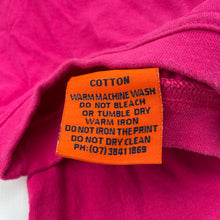 COTTON
WARM MACHINE WASH
DO NOT BLEACH
OR TUMBLE DRY
WARM IRON
DO NOT IRON THE PRINT
DO NOT DRY CLEAN
PH: (07) 3841 1869